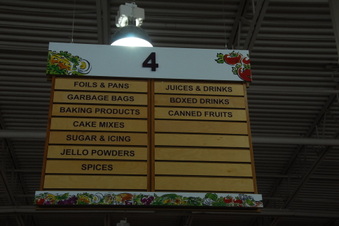 4
FOILS & PANS
GARBAGE BAGS
BAKING PRODUCTS
CAKE MIXES
SUGAR & ICING
JELLO POWDERS
SPICES
JUICES & DRINKS
BOXED DRINKS
CANNED FRUITS